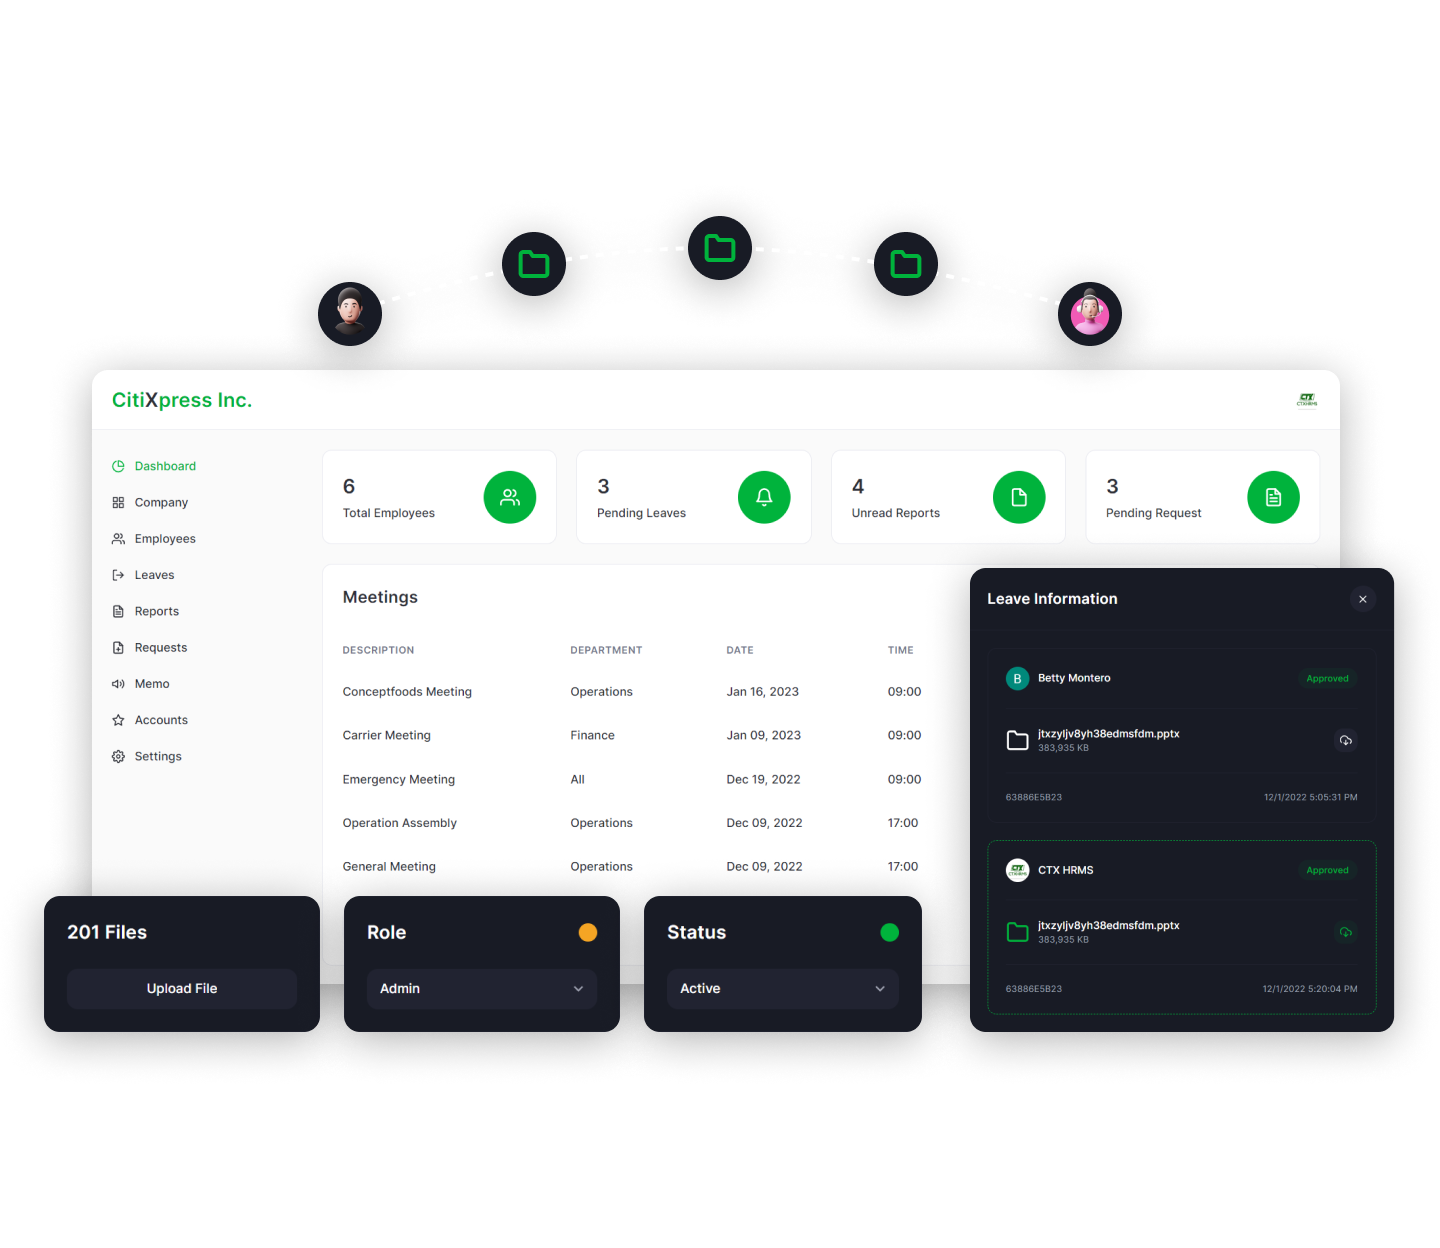 CitiXpress Inc.
CTX
CTXHRMS
Dashboard
Company
Employees
Leaves
Reports
Requests
Memo
Accounts
Settings
6
Total Employees
3
Pending Leaves
4
Unread Reports
3
Pending Request
Meetings
DESCRIPTION DEPARTMENT DATE TIME
Conceptfoods Meeting Operations Jan 16, 2023 09:00
Carrier Meeting Finance Jan 09, 2023 09:00
Emergency Meeting All Dec 19, 2022 09:00
Operation Assembly Operations Dec 09, 2022 17:00
General Meeting Operations Dec 09, 2022 17:00
Leave Information
B Betty Montero Approved
jtxzyljv8yh38edmsfdm.pptx
383,935 KB
63886E5B23 12/1/2022 5:05:31 PM
CTX
CTXHRMS
CTX HRMS Approved
jtxzyljv8yh38edmsfdm.pptx
383,935 KB
63886E5B23 12/1/2022 5:20:04 PM
201 Files
Upload File
Role
Admin
Status
Active